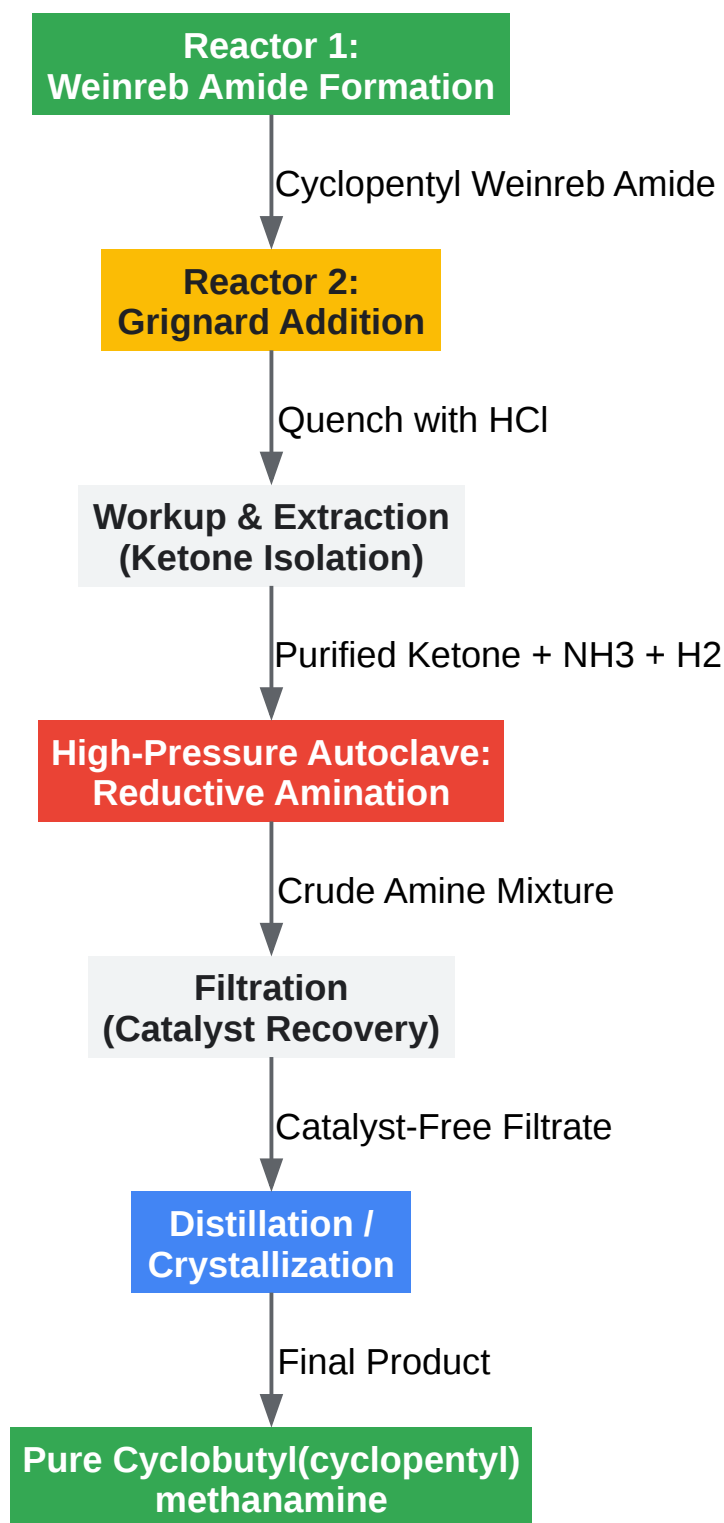 Reactor 1:
Weinreb Amide Formation
Cyclopentyl Weinreb Amide
Reactor 2:
Grignard Addition
Quench with HCl
Workup & Extraction
(Ketone Isolation)
Purified Ketone + NH3 + H2
High-Pressure Autoclave:
Reductive Amination
Crude Amine Mixture
Filtration
(Catalyst Recovery)
Catalyst-Free Filtrate
Distillation /
Crystallization
Final Product
Pure Cyclobutyl(cyclopentyl)
methanamine